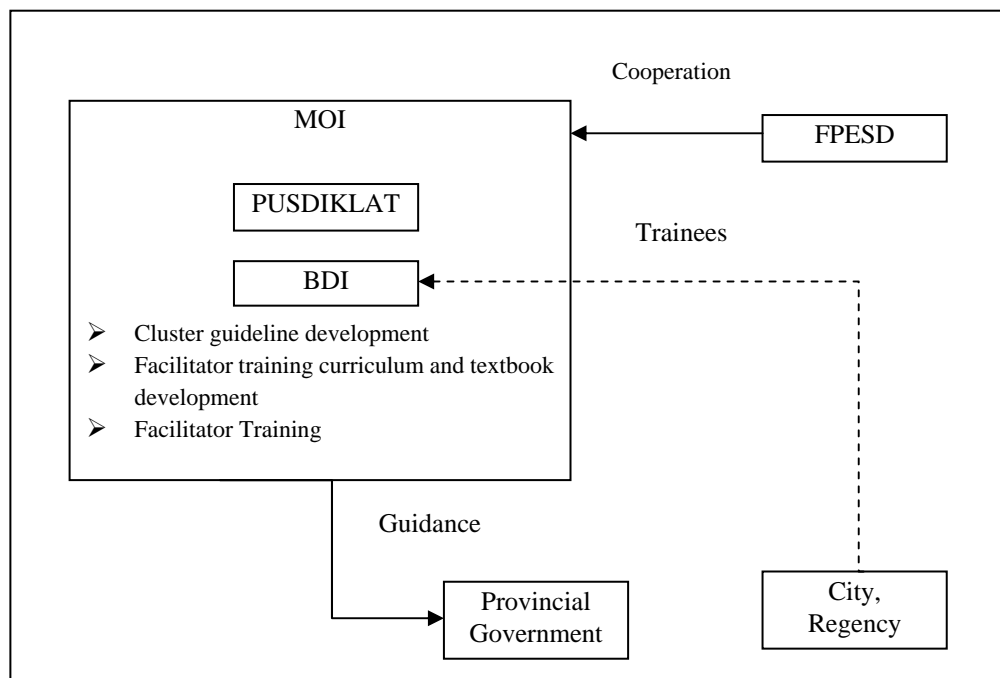 Cooperation
MOI
FPESD
PUSDIKLAT
Trainees
BDI
➢ Cluster guideline development
➢ Facilitator training curriculum and textbook
development
➢ Facilitator Training
Guidance
Provincial
Government
City,
Regency